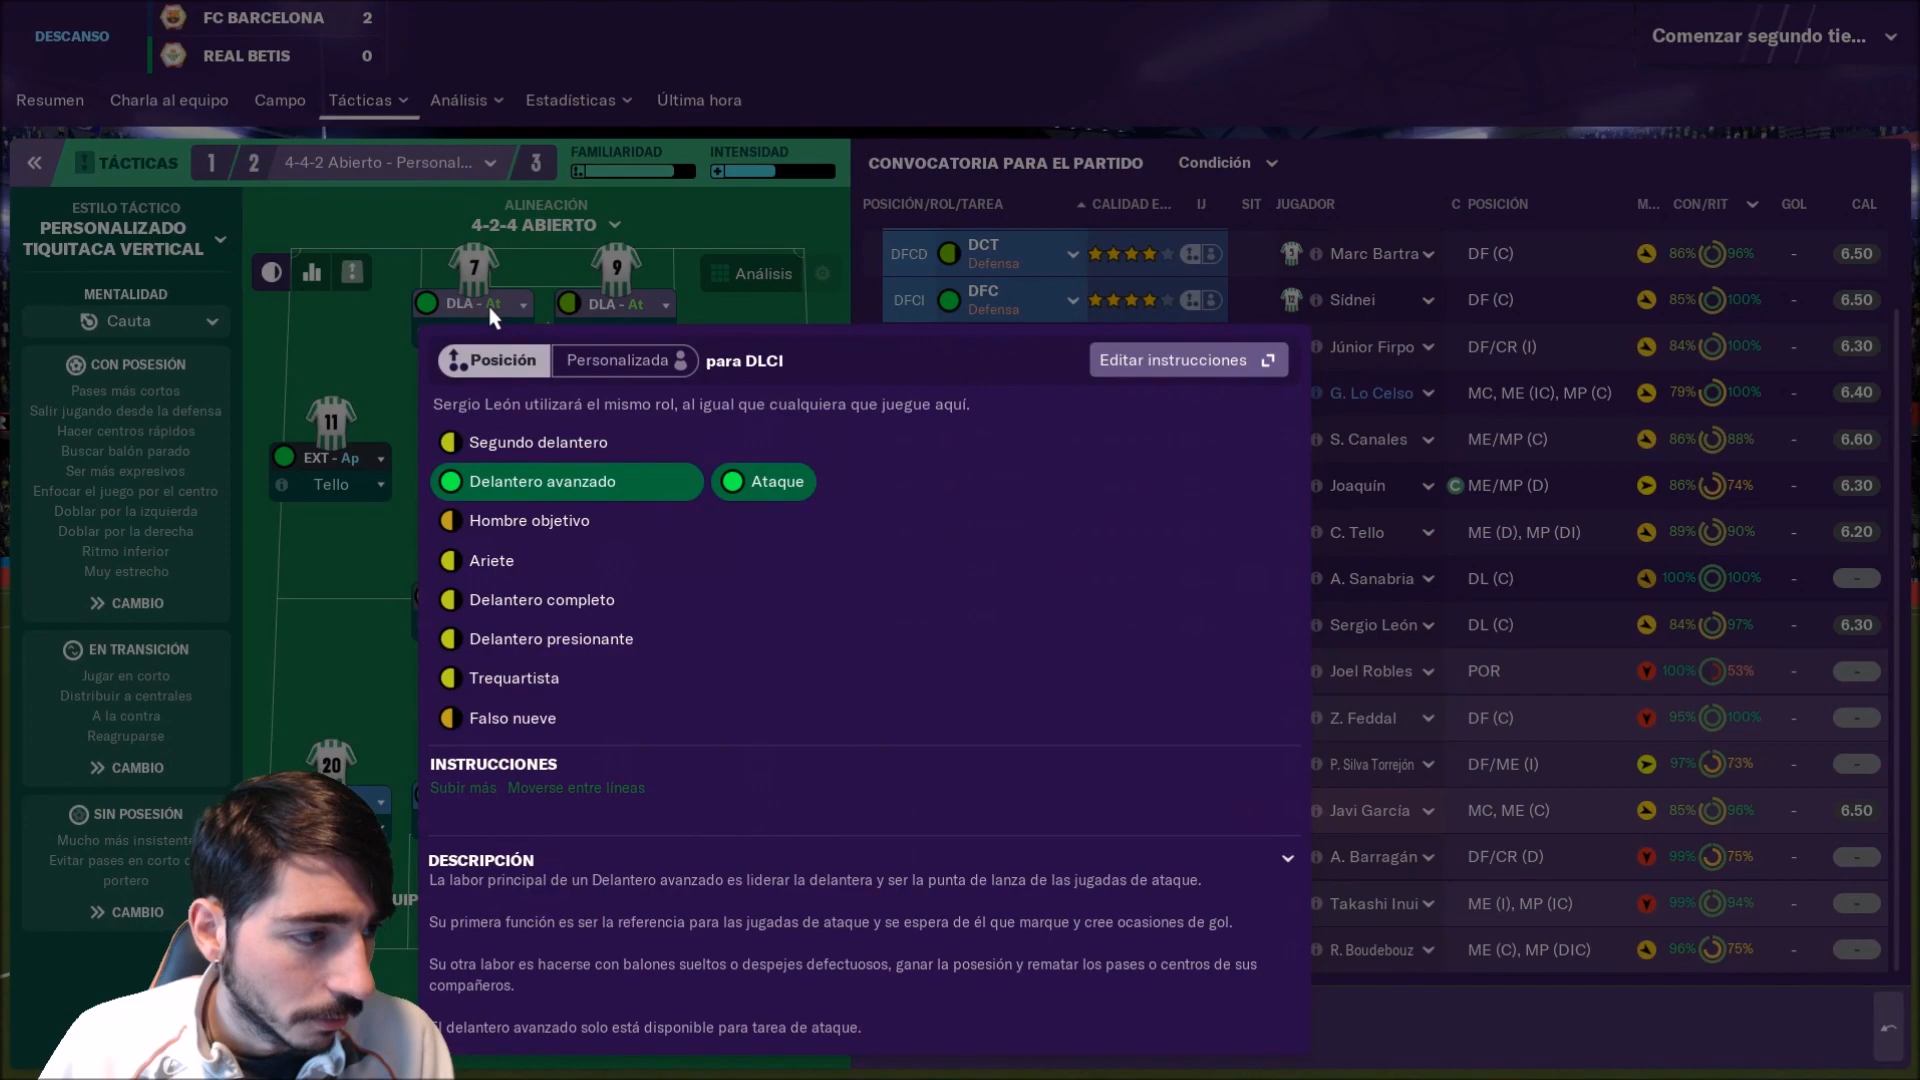 DESCANSO
FC BARCELONA 2
REAL BETIS 0
Comenzar segundo tie...
Resumen Charla al equipo Campo Tácticas Análisis Estadísticas Última hora
TÁCTICAS 1 2 4-4-2 Abierto - Personal... 3 FAMILIARIDAD INTENSIDAD
ESTILO TÁCTICO
PERSONALIZADO
TIQUITACA VERTICAL
MENTALIDAD
Cauta
CON POSESIÓN
Pases más cortos
Salir jugando desde la defensa
Hacer centros rápidos
Buscar balón parado
Ser más expresivos
Enfocar el juego por el centro
Doblar por la izquierda
Doblar por la derecha
Ritmo inferior
Muy estrecho
CAMBIO
EN TRANSICIÓN
Jugar en corto
Distribuir a centrales
A la contra
Reagruparse
CAMBIO
SIN POSESIÓN
Mucho más insistente
Evitar pases en corto d
portero
CAMBIO
ALINEACIÓN
4-2-4 ABIERTO
7 9
Análisis
DLA - At DLA - At
11
EXT - Ap
Tello
20
UIP
Posición Personalizada para DLCI Editar instrucciones
Sergio León utilizará el mismo rol, al igual que cualquiera que juegue aquí.
Segundo delantero
Delantero avanzado Ataque
Hombre objetivo
Ariete
Delantero completo
Delantero presionante
Trequartista
Falso nueve
INSTRUCCIONES
Subir más Moverse entre líneas
DESCRIPCIÓN
La labor principal de un Delantero avanzado es liderar la delantera y ser la punta de lanza de las jugadas de ataque.
Su primera función es ser la referencia para las jugadas de ataque y se espera de él que marque y cree ocasiones de gol.
Su otra labor es hacerse con balones sueltos o despejes defectuosos, ganar la posesión y rematar los pases o centros de sus
compañeros.
l delantero avanzado solo está disponible para tarea de ataque.
CONVOCATORIA PARA EL PARTIDO Condición
POSICIÓN/ROL/TAREA CALIDAD E... IJ SIT JUGADOR C POSICIÓN M... CON/RIT GOL CAL
DFCD DCT Defensa 3 Marc Bartra DF (C) 86% 96% - 6.50
DFCI DFC Defensa 12 Sídnei DF (C) 85% 100% - 6.50
Júnior Firpo DF/CR (I) 84% 100% - 6.30
G. Lo Celso MC, ME (IC), MP (C) 79% 100% - 6.40
S. Canales ME/MP (C) 86% 88% - 6.60
Joaquín C ME/MP (D) 86% 74% - 6.30
C. Tello ME (D), MP (DI) 89% 90% - 6.20
A. Sanabria DL (C) 100% 100% - -
Sergio León DL (C) 84% 97% - 6.30
Joel Robles POR 100% 53% - -
Z. Feddal DF (C) 95% 100% - -
P. Silva Torrejón DF/ME (I) 97% 73% - -
Javi García MC, ME (C) 85% 96% - 6.50
A. Barragán DF/CR (D) 99% 75% - -
Takashi Inui ME (I), MP (IC) 99% 94% - -
R. Boudebouz ME (C), MP (DIC) 96% 75% - -